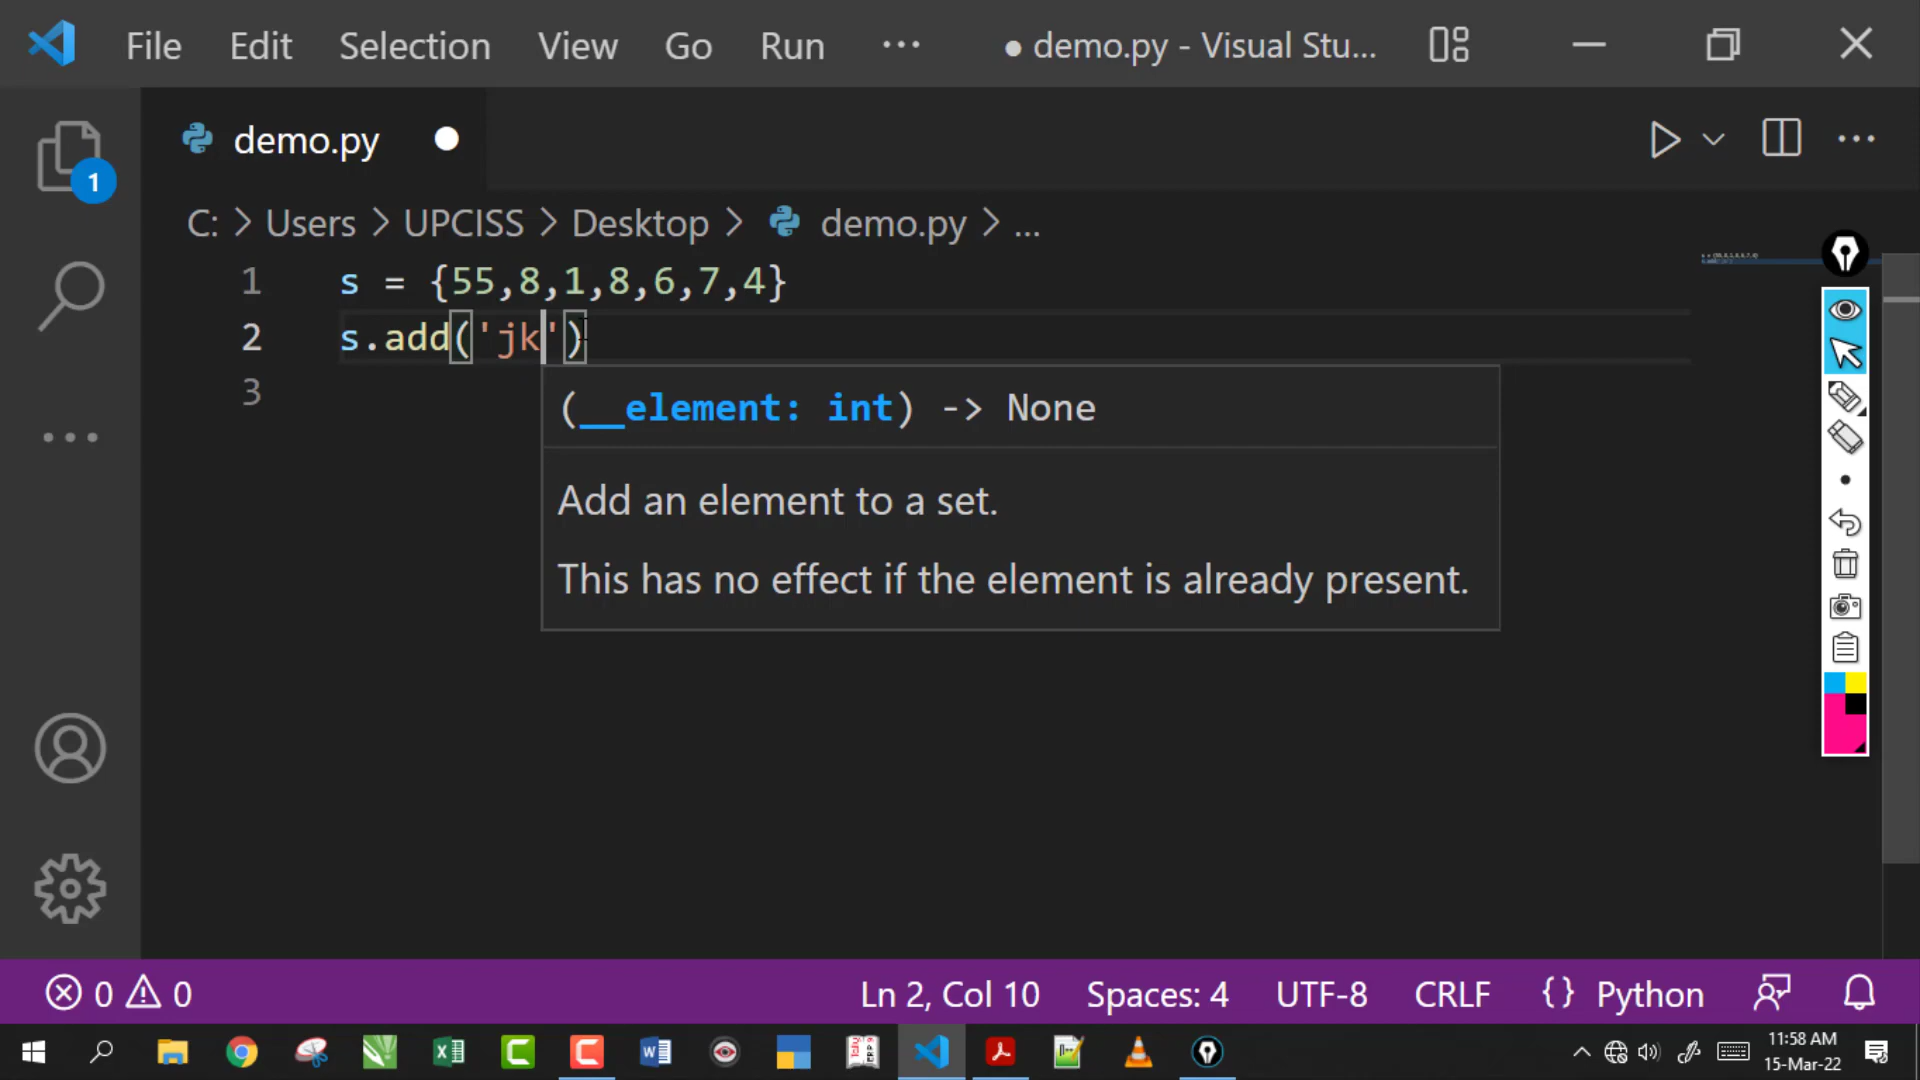 File Edit Selection View Go Run ··· ● demo.py - Visual Stu...
demo.py ●
1
C: > Users > UPCISS > Desktop > demo.py > ...
1 s = {55,8,1,8,6,7,4}
2 s.add('jk')
3
(__element: int) -> None
Add an element to a set.
This has no effect if the element is already present.
0 0 Ln 2, Col 10 Spaces: 4 UTF-8 CRLF {} Python
11:58 AM
15-Mar-22